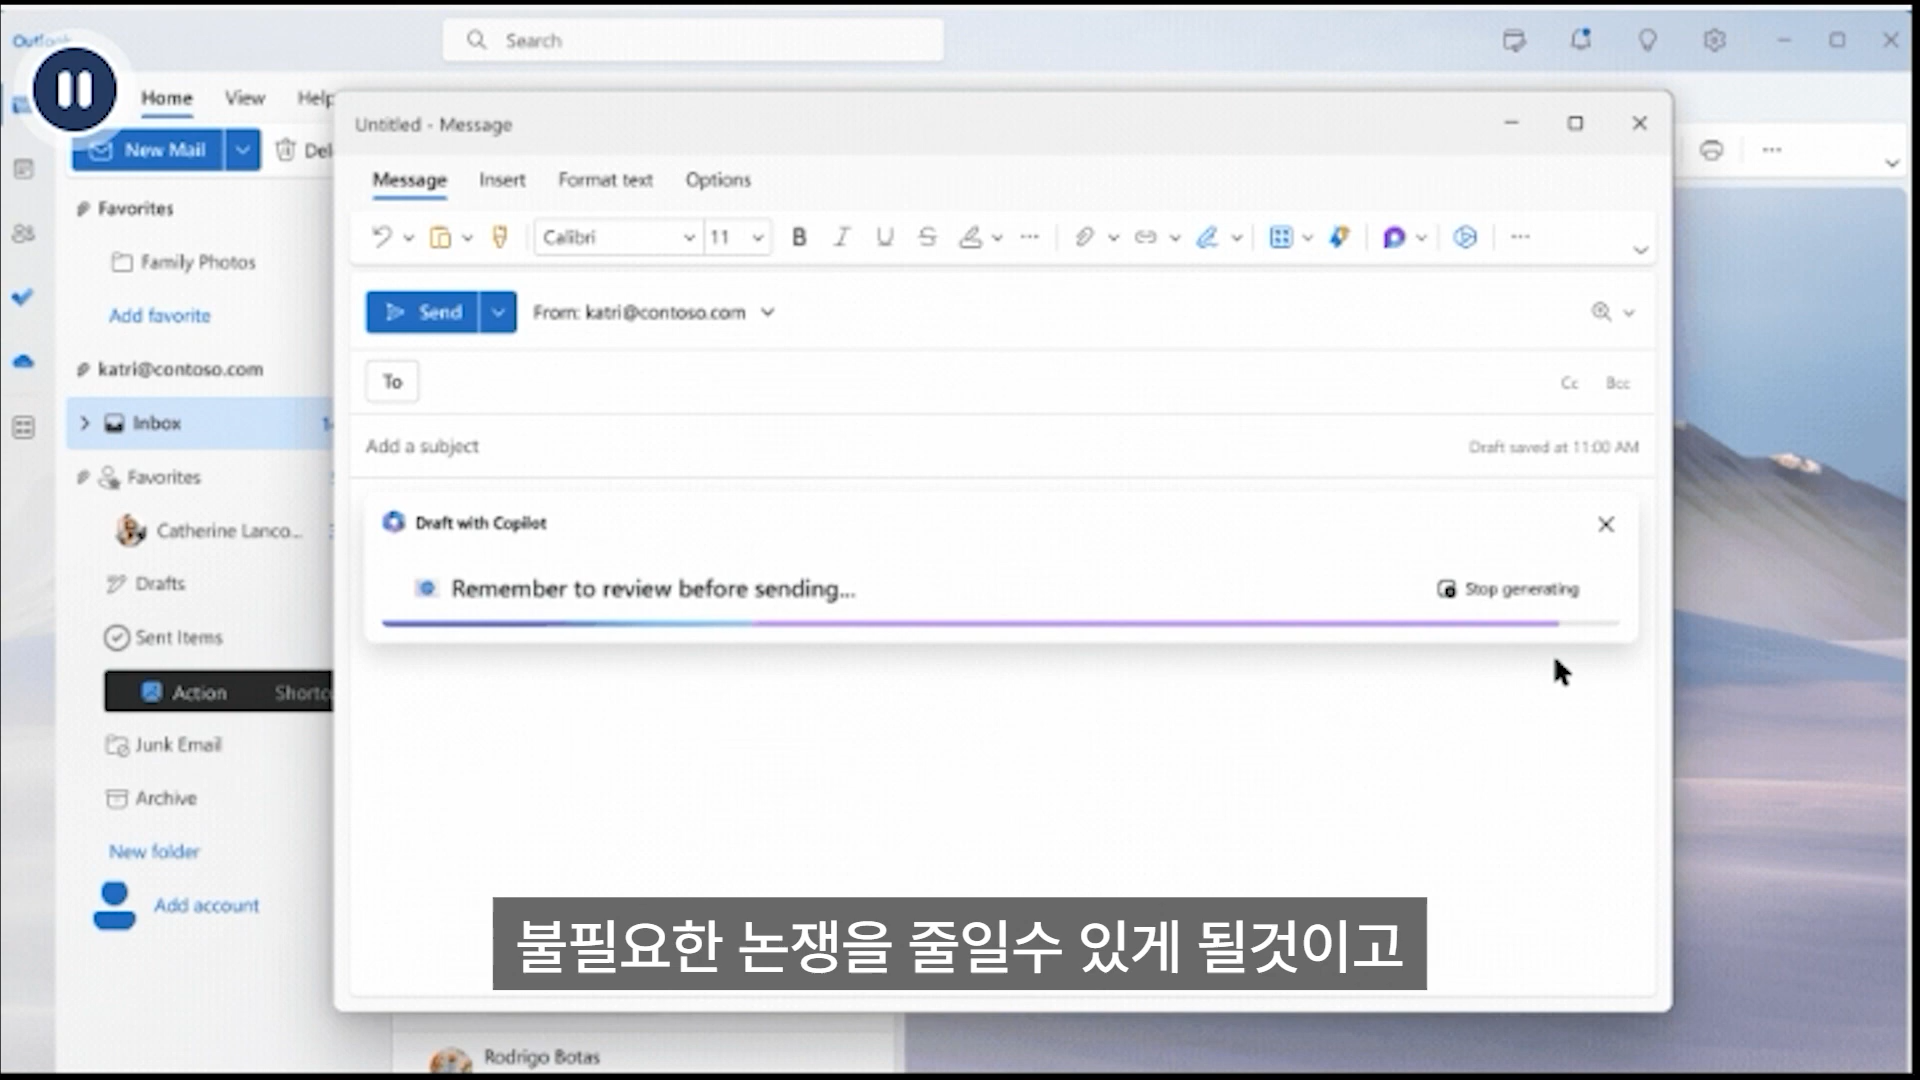 Search
Home View Help
New Mail
Favorites
Family Photos
Add favorite
katri@contoso.com
Inbox
Favorites
Catherine Lanco...
Drafts
Sent Items
Action
Junk Email
Archive
New folder
Add account
Untitled - Message
Message Insert Format text Options
Calibri 11
Send From: katri@contoso.com
To Cc Bcc
Add a subject Draft saved at 11:00 AM
Draft with Copilot
Remember to review before sending... Stop generating
불필요한 논쟁을 줄일수 있게 될것이고
Rodrigo Botas